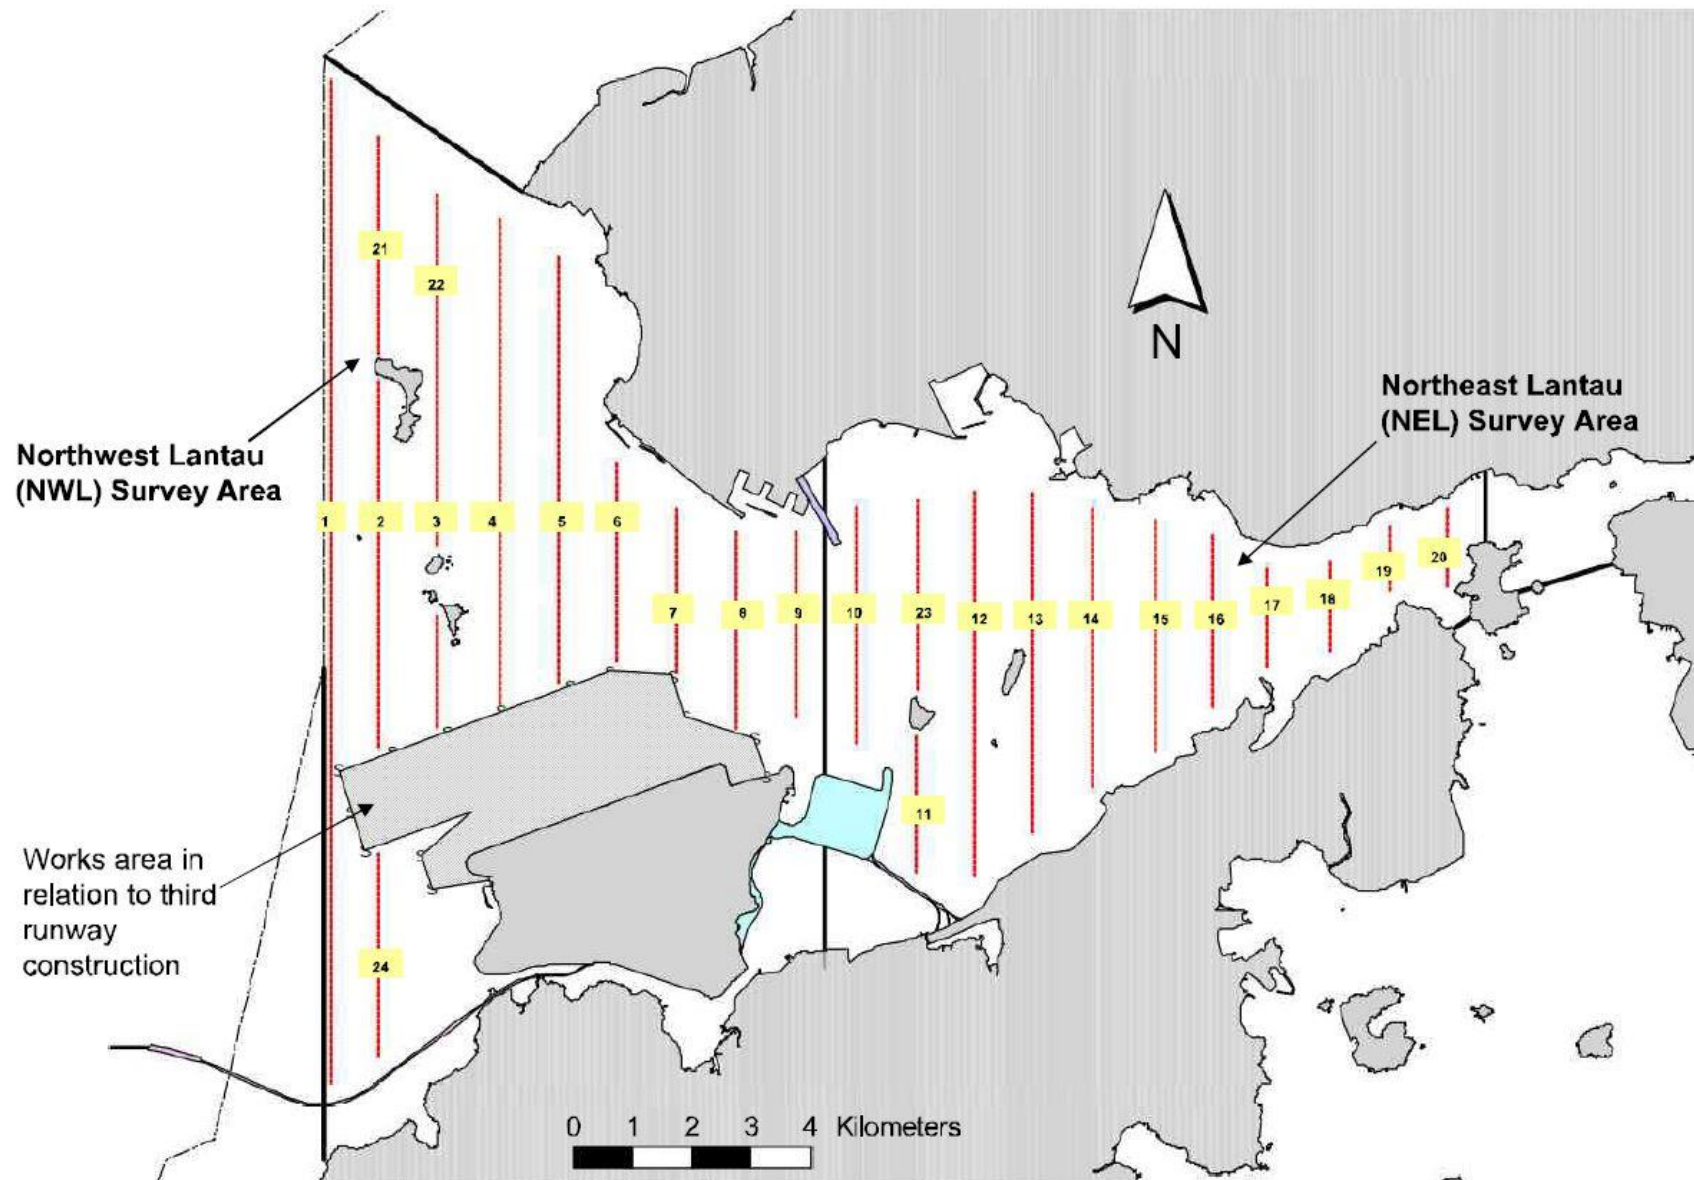 21
22
N
Northeast Lantau
(NEL) Survey Area
Northwest Lantau
(NWL) Survey Area
1
2
3
4
5
6
7
8
9
10
23
12
13
14
15
16
17
18
19
20
11
Works area in
relation to third
runway
construction
24
0 1 2 3 4 Kilometers